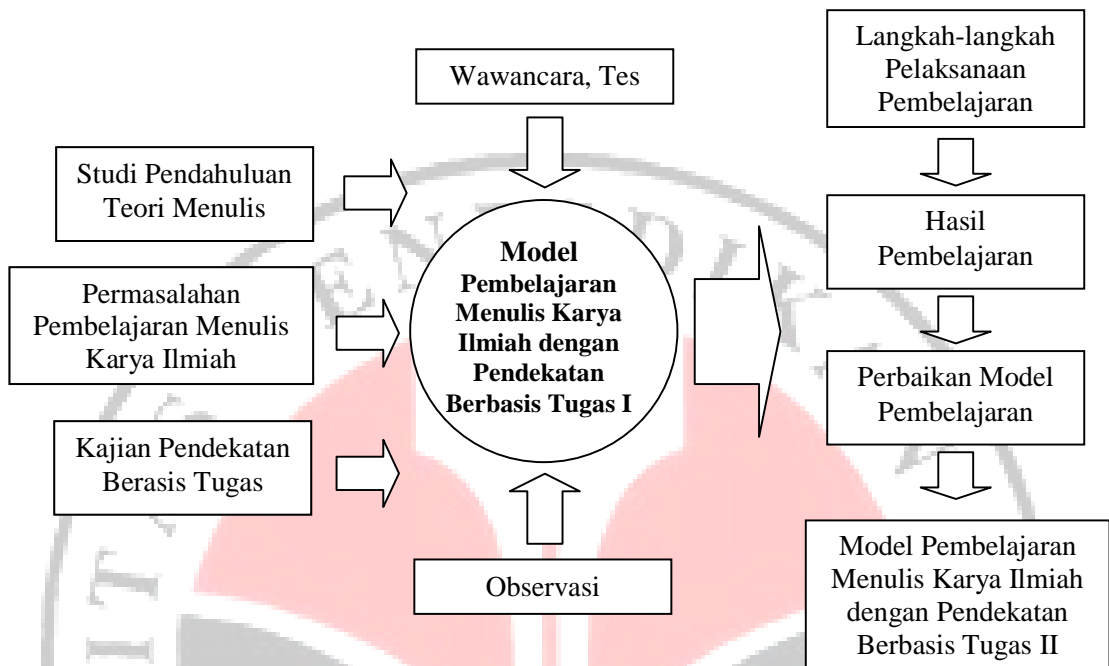 Wawancara, Tes
Studi Pendahuluan
Teori Menulis
Permasalahan
Pembelajaran Menulis
Karya Ilmiah
Kajian Pendekatan
Berasis Tugas
Model
Pembelajaran
Menulis Karya
Ilmiah dengan
Pendekatan
Berbasis Tugas I
Observasi
Langkah-langkah
Pelaksanaan
Pembelajaran
Hasil
Pembelajaran
Perbaikan Model
Pembelajaran
Model Pembelajaran
Menulis Karya Ilmiah
dengan Pendekatan
Berbasis Tugas II